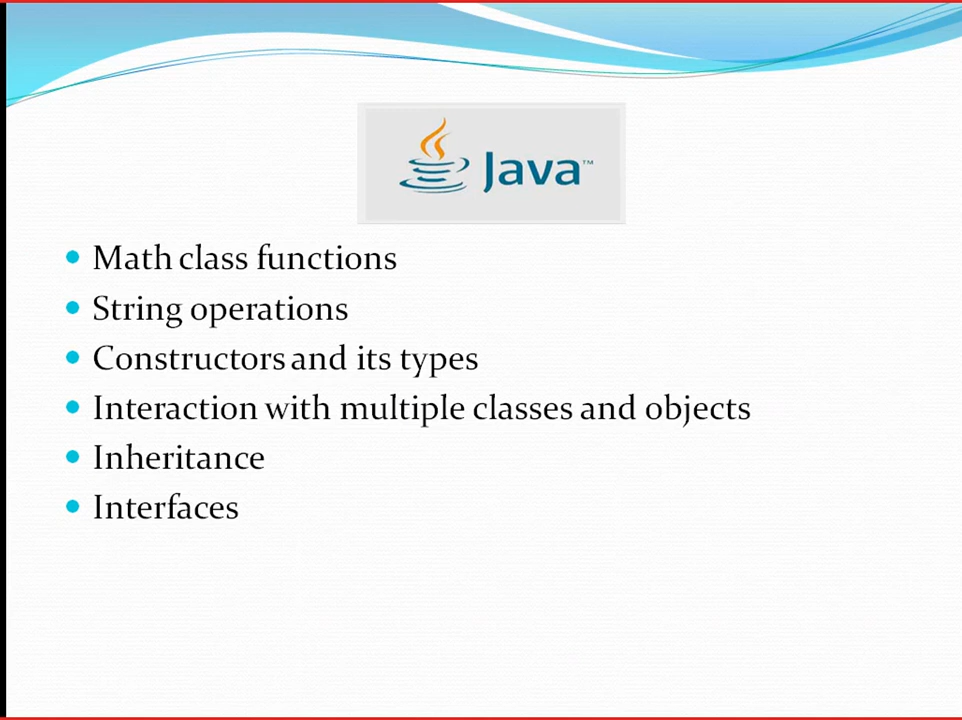 Java™
Math class functions
String operations
Constructors and its types
Interaction with multiple classes and objects
Inheritance
Interfaces